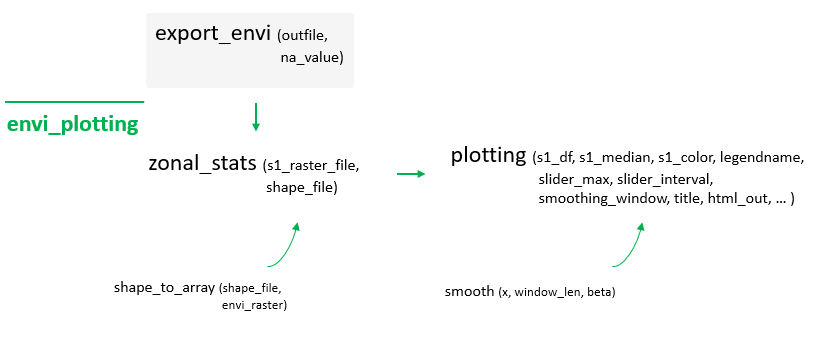 export_envi (outfile,
na_value)
envi_plotting
zonal_stats (s1_raster_file,
shape_file)
plotting (s1_df, s1_median, s1_color, legendname,
slider_max, slider_interval,
smoothing_window, title, html_out, ... )
shape_to_array (shape_file,
envi_raster)
smooth (x, window_len, beta)